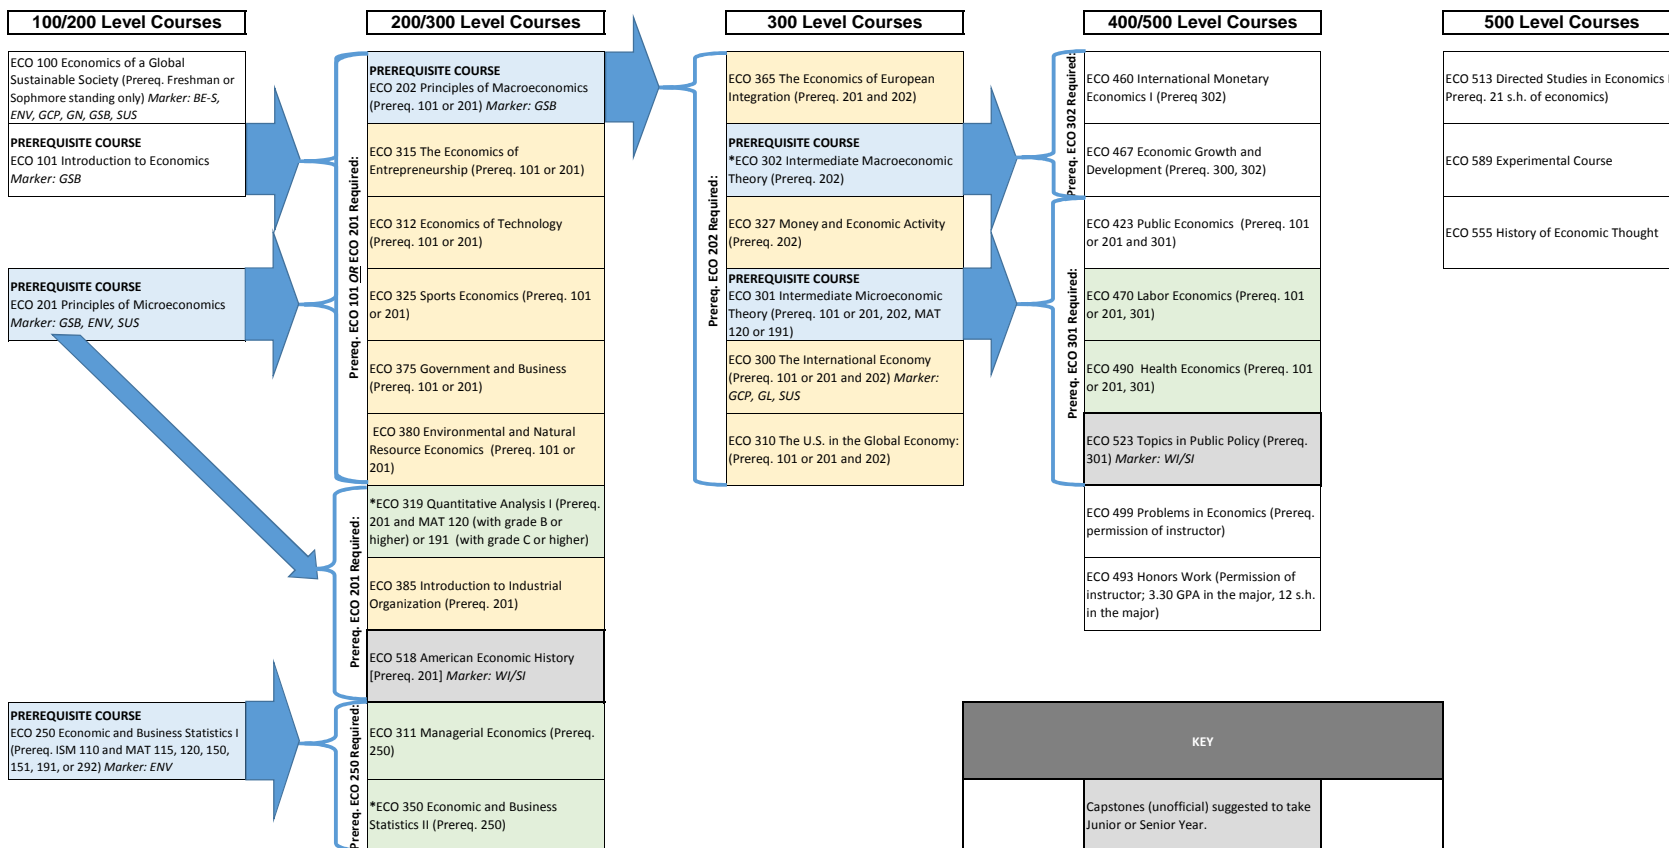 100/200 Level Courses
ECO 100 Economics of a Global
Sustainable Society (Prereq. Freshman or
Sophmore standing only) Marker: BE-S,
ENV, GCP, GN, GSB, SUS
PREREQUISITE COURSE
ECO 101 Introduction to Economics
Marker: GSB
PREREQUISITE COURSE
ECO 201 Principles of Microeconomics
Marker: GSB, ENV, SUS
PREREQUISITE COURSE
ECO 250 Economic and Business Statistics I
(Prereq. ISM 110 and MAT 115, 120, 150,
151, 191, or 292) Marker: ENV
200/300 Level Courses
Prereq. ECO 101 OR ECO 201 Required:
PREREQUISITE COURSE
ECO 202 Principles of Macroeconomics
(Prereq. 101 or 201) Marker: GSB
ECO 315 The Economics of
Entrepreneurship (Prereq. 101 or 201)
ECO 312 Economics of Technology
(Prereq. 101 or 201)
ECO 325 Sports Economics (Prereq. 101
or 201)
ECO 375 Government and Business
(Prereq. 101 or 201)
ECO 380 Environmental and Natural
Resource Economics (Prereq. 101 or
201)
Prereq. ECO 201 Required:
*ECO 319 Quantitative Analysis I (Prereq.
201 and MAT 120 (with grade B or
higher) or 191 (with grade C or higher)
ECO 385 Introduction to Industrial
Organization (Prereq. 201)
ECO 518 American Economic History
[Prereq. 201] Marker: WI/SI
Prereq. ECO 250 Required:
ECO 311 Managerial Economics (Prereq.
250)
*ECO 350 Economic and Business
Statistics II (Prereq. 250)
300 Level Courses
Prereq. ECO 202 Required:
ECO 365 The Economics of European
Integration (Prereq. 201 and 202)
PREREQUISITE COURSE
*ECO 302 Intermediate Macroeconomic
Theory (Prereq. 202)
ECO 327 Money and Economic Activity
(Prereq. 202)
PREREQUISITE COURSE
ECO 301 Intermediate Microeconomic
Theory (Prereq. 101 or 201, 202, MAT
120 or 191)
ECO 300 The International Economy
(Prereq. 101 or 201 and 202) Marker:
GCP, GL, SUS
ECO 310 The U.S. in the Global Economy:
(Prereq. 101 or 201 and 202)
400/500 Level Courses
Prereq. ECO 302 Required:
ECO 460 International Monetary
Economics I (Prereq 302)
ECO 467 Economic Growth and
Development (Prereq. 300, 302)
Prereq. ECO 301 Required:
ECO 423 Public Economics (Prereq. 101
or 201 and 301)
ECO 470 Labor Economics (Prereq. 101
or 201, 301)
ECO 490 Health Economics (Prereq. 101
or 201, 301)
ECO 523 Topics in Public Policy (Prereq.
301) Marker: WI/SI
ECO 499 Problems in Economics (Prereq.
permission of instructor)
ECO 493 Honors Work (Permission of
instructor; 3.30 GPA in the major, 12 s.h.
in the major)
500 Level Courses
ECO 513 Directed Studies in Economics
Prereq. 21 s.h. of economics)
ECO 589 Experimental Course
ECO 555 History of Economic Thought
KEY
Capstones (unofficial) suggested to take
Junior or Senior Year.